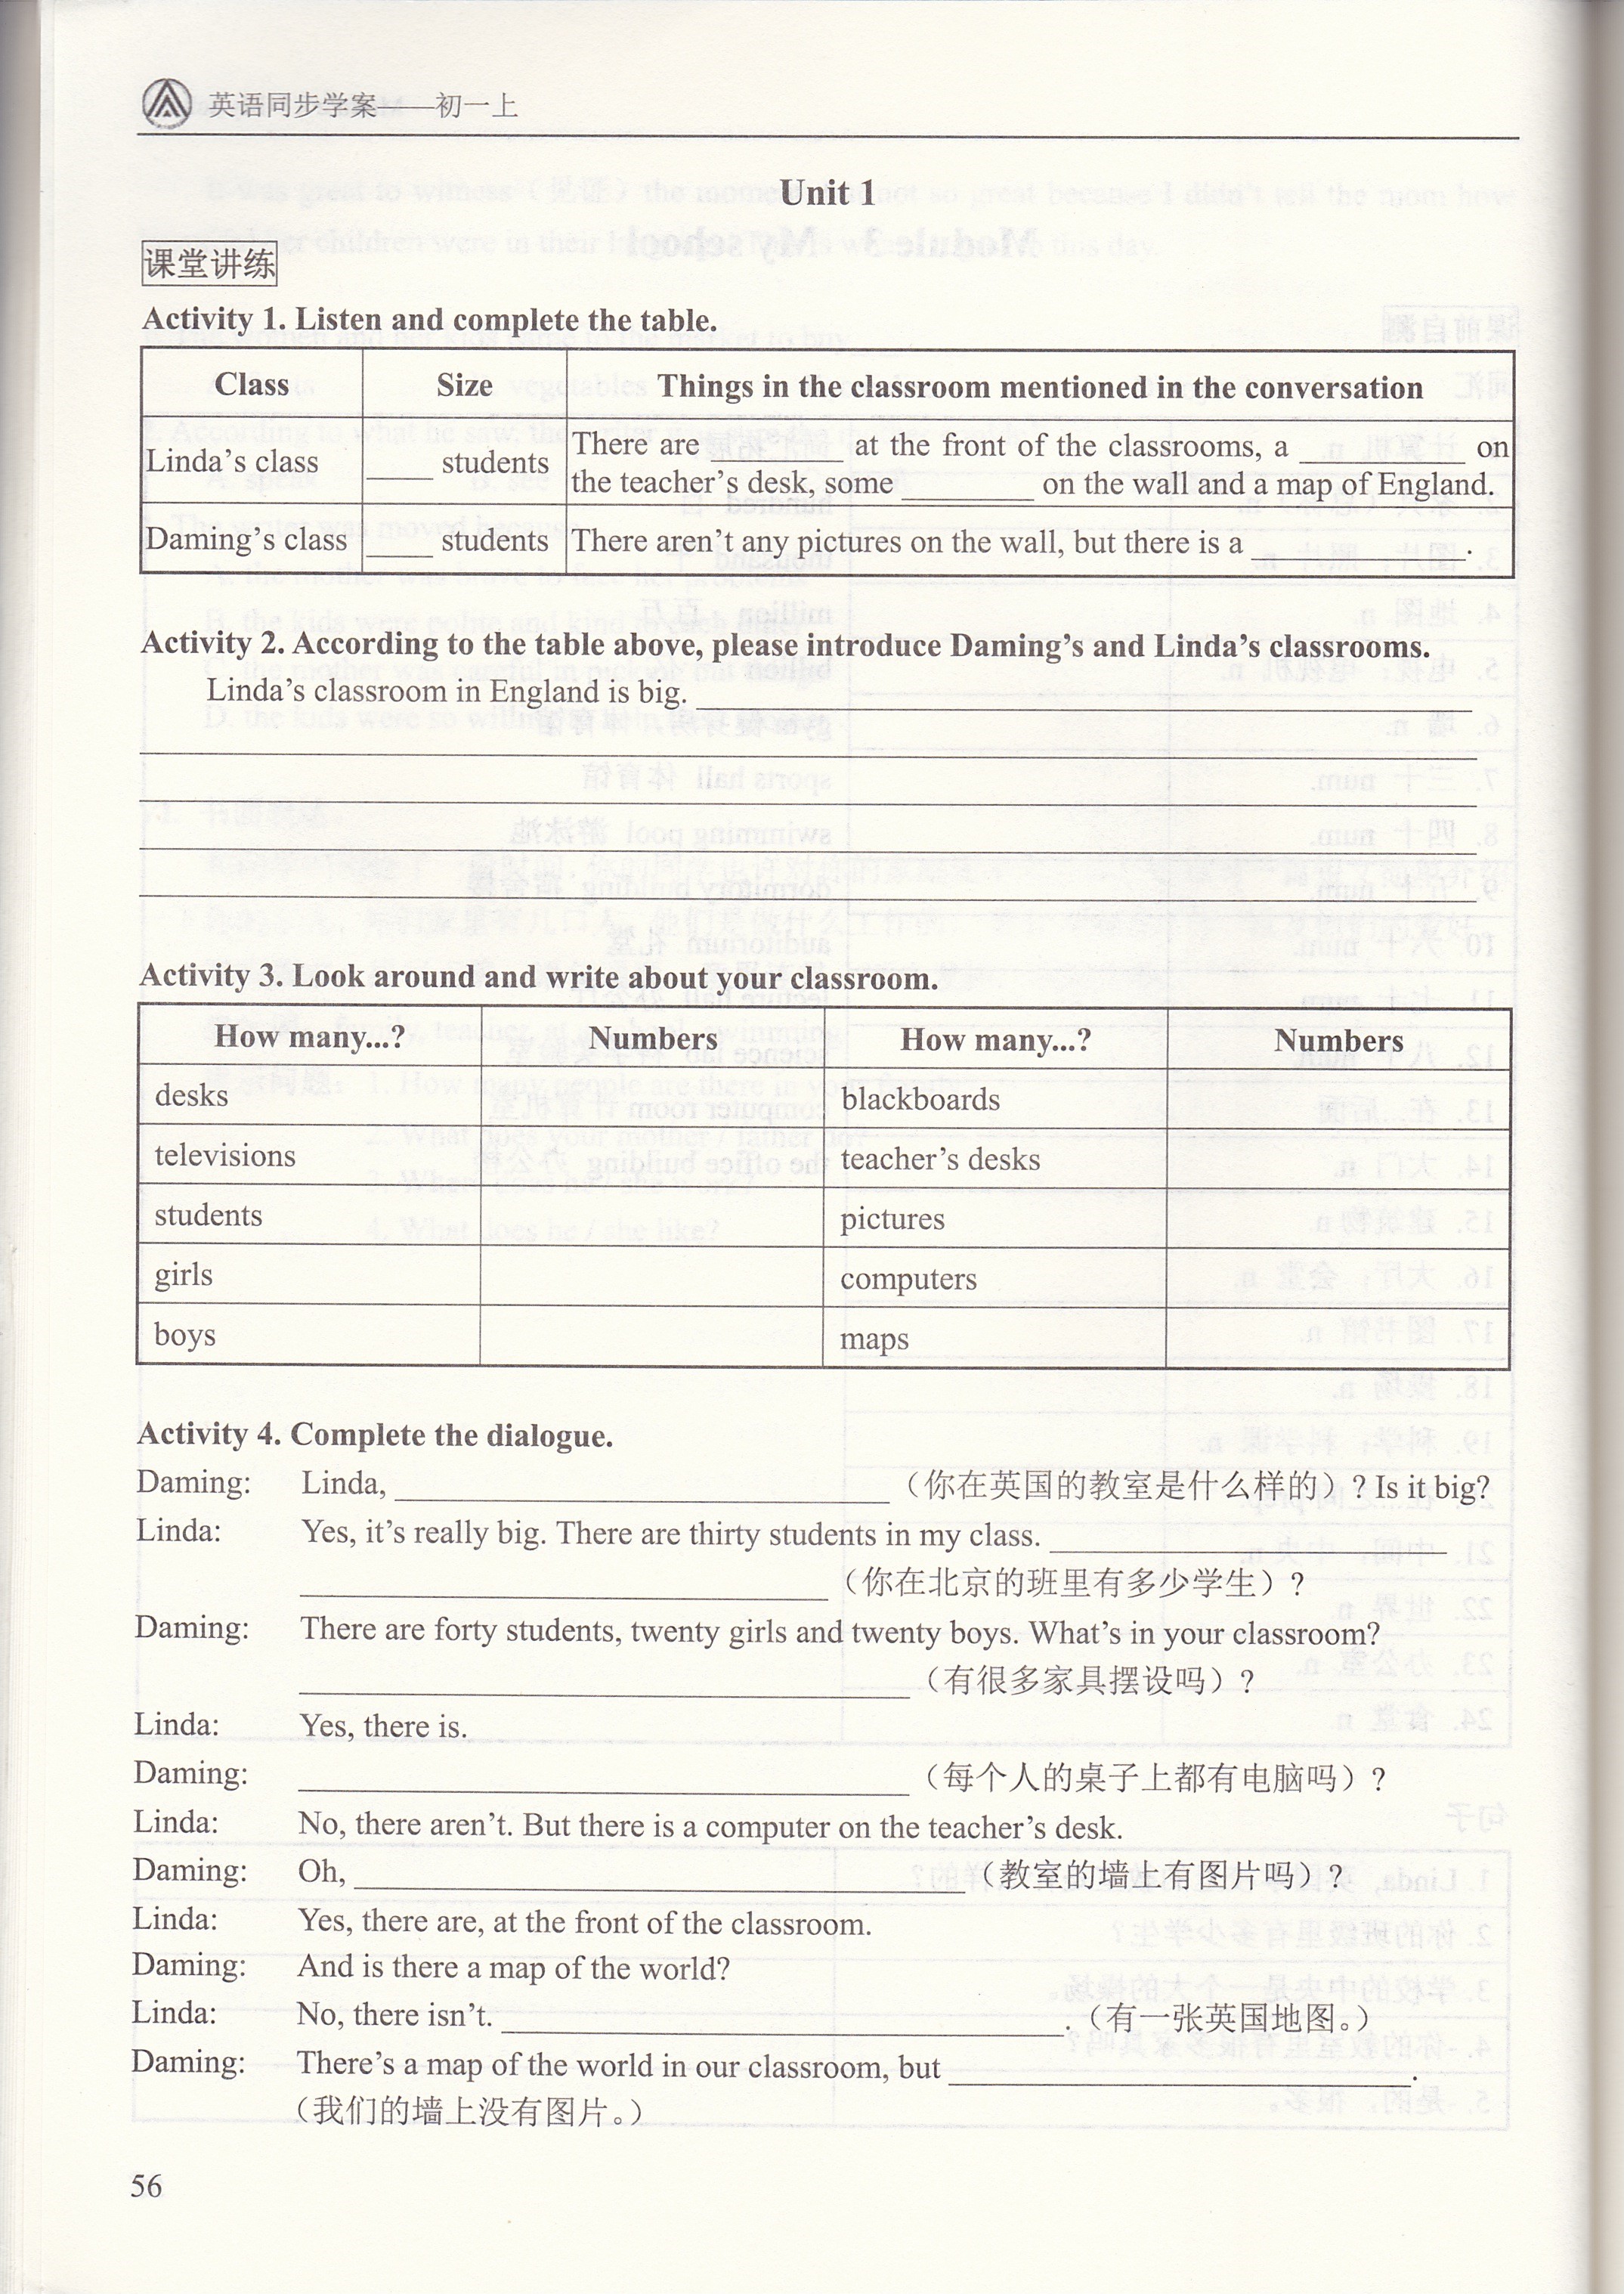 英语同步学案——初一上
Unit 1
课堂讲练
Activity 1. Listen and complete the table.
Class Size Things in the classroom mentioned in the conversation
Linda's class ____ students There are ________ at the front of the classrooms, a __________ on
the teacher's desk, some ________ on the wall and a map of England.
Daming's class ____ students There aren't any pictures on the wall, but there is a _____________ .
Activity 2. According to the table above, please introduce Daming's and Linda's classrooms.
Linda's classroom in England is big. ______________________________
Activity 3. Look around and write about your classroom.
How many...? Numbers How many...? Numbers
desks blackboards
televisions teacher's desks
students pictures
girls computers
boys maps
Activity 4. Complete the dialogue.
Daming: Linda, ______________________________ （你在英国的教室是什么样的）? Is it big?
Linda: Yes, it's really big. There are thirty students in my class. ________________________
________________________________ （你在北京的班里有多少学生）?
Daming: There are forty students, twenty girls and twenty boys. What's in your classroom?
_____________________________________ （有很多家具摆设吗）?
Linda: Yes, there is.
Daming: _____________________________________ （每个人的桌子上都有电脑吗）?
Linda: No, there aren't. But there is a computer on the teacher's desk.
Daming: Oh, _____________________________________ （教室的墙上有图片吗）?
Linda: Yes, there are, at the front of the classroom.
Daming: And is there a map of the world?
Linda: No, there isn't. __________________________________.（有一张英国地图。）
Daming: There's a map of the world in our classroom, but ____________________________.
（我们的墙上没有图片。）
56